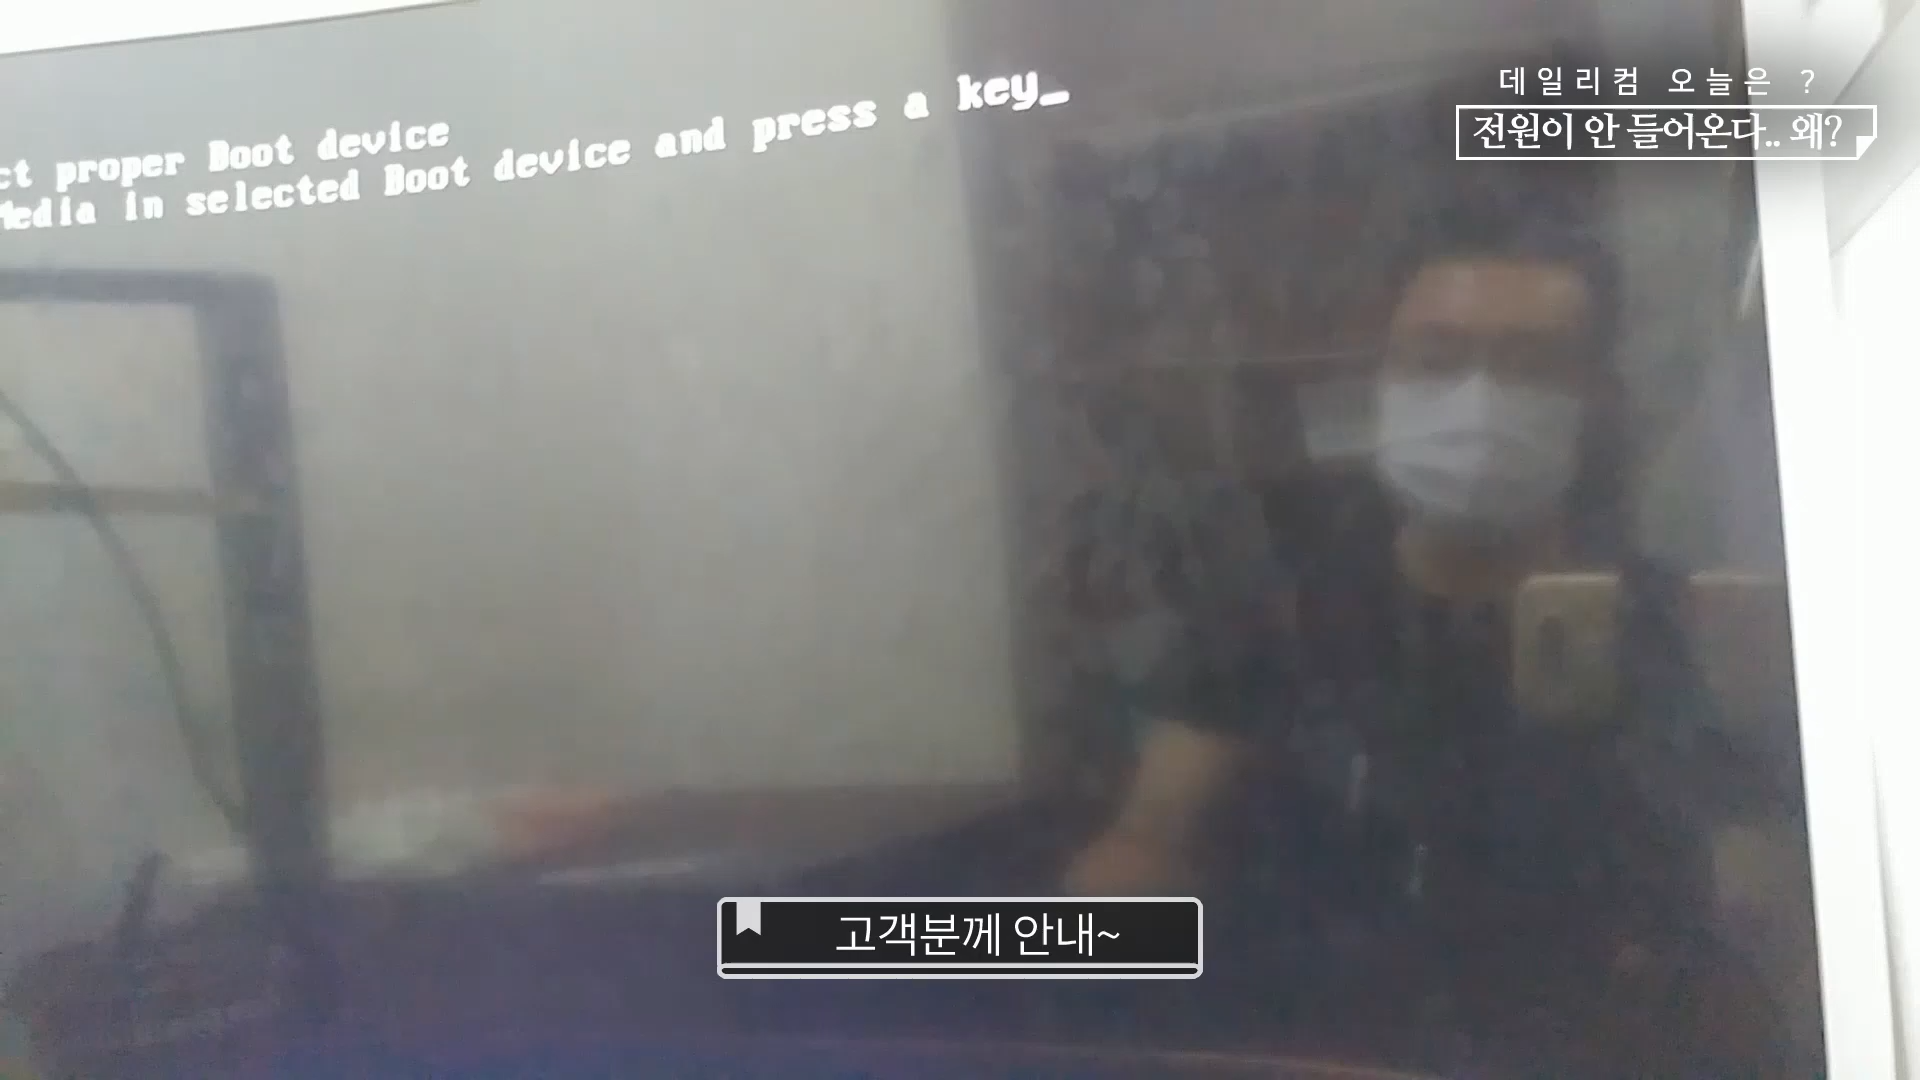 데일리컴 오늘은 ?
전원이 안 들어온다.. 왜?
ct proper Boot device
Media in selected Boot device and press a key_
고객분께 안내~